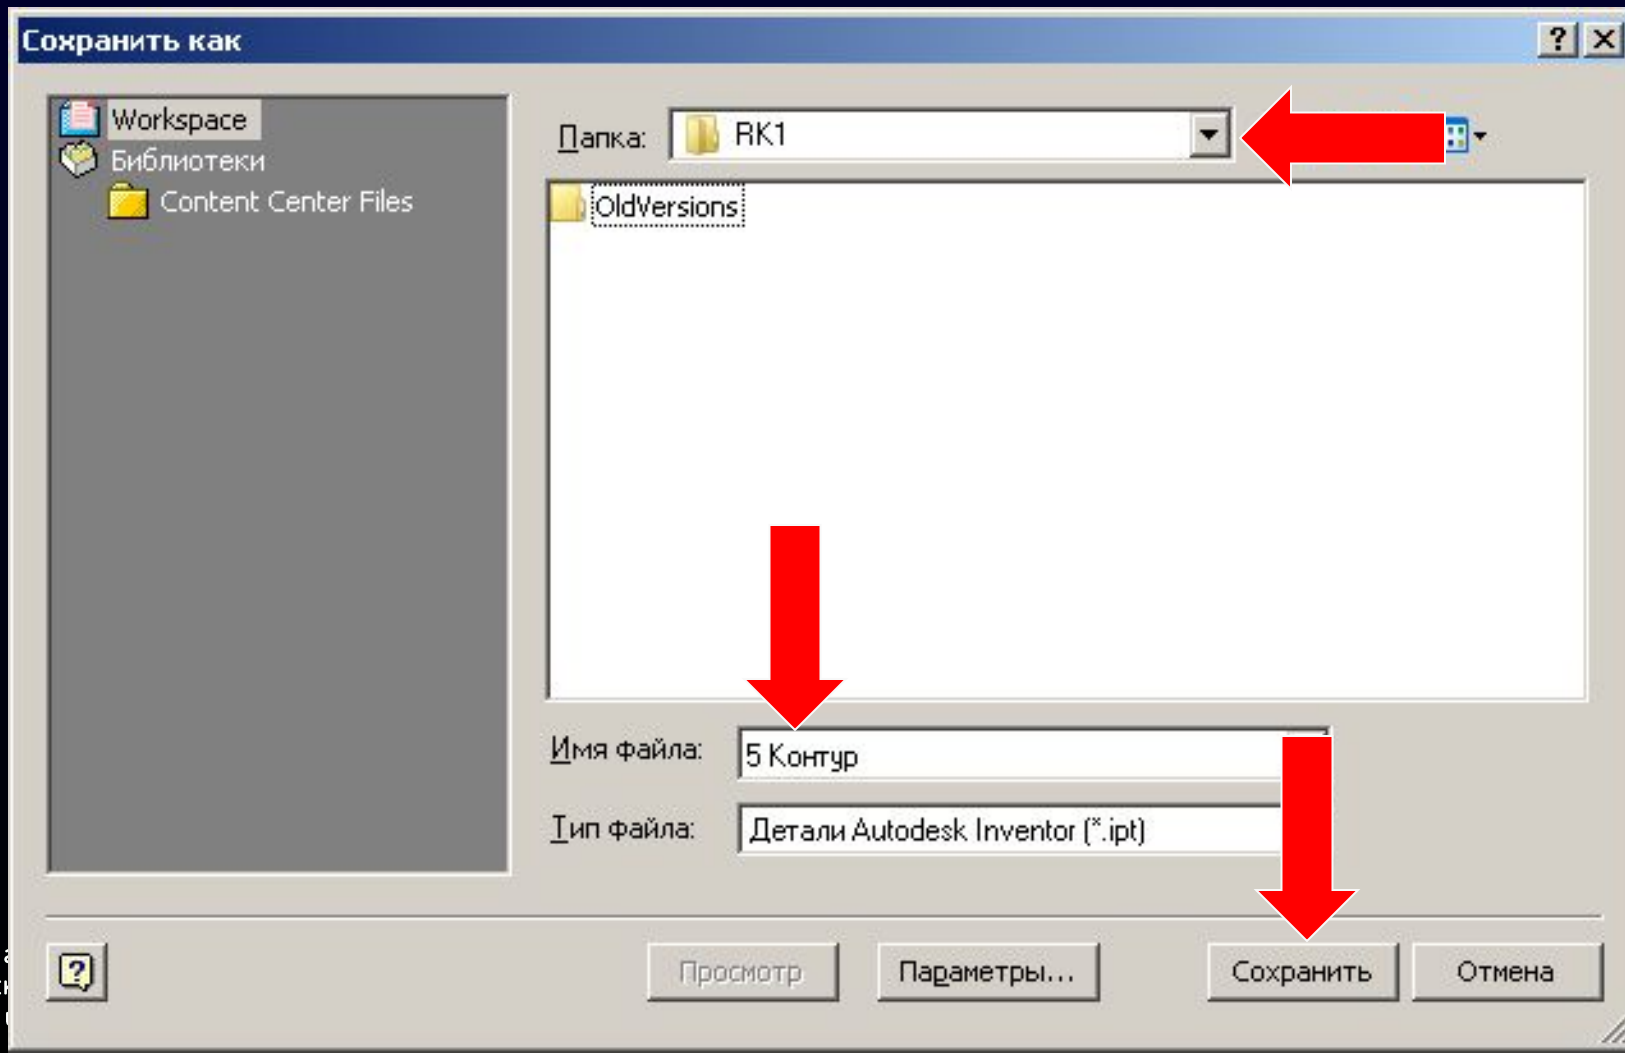 Сохранить как
Workspace
Библиотеки
Content Center Files
Папка: RK1
OldVersions
Имя файла: 5 Контур
Тип файла: Детали Autodesk Inventor (*.ipt)
Просмотр Параметры... Сохранить Отмена